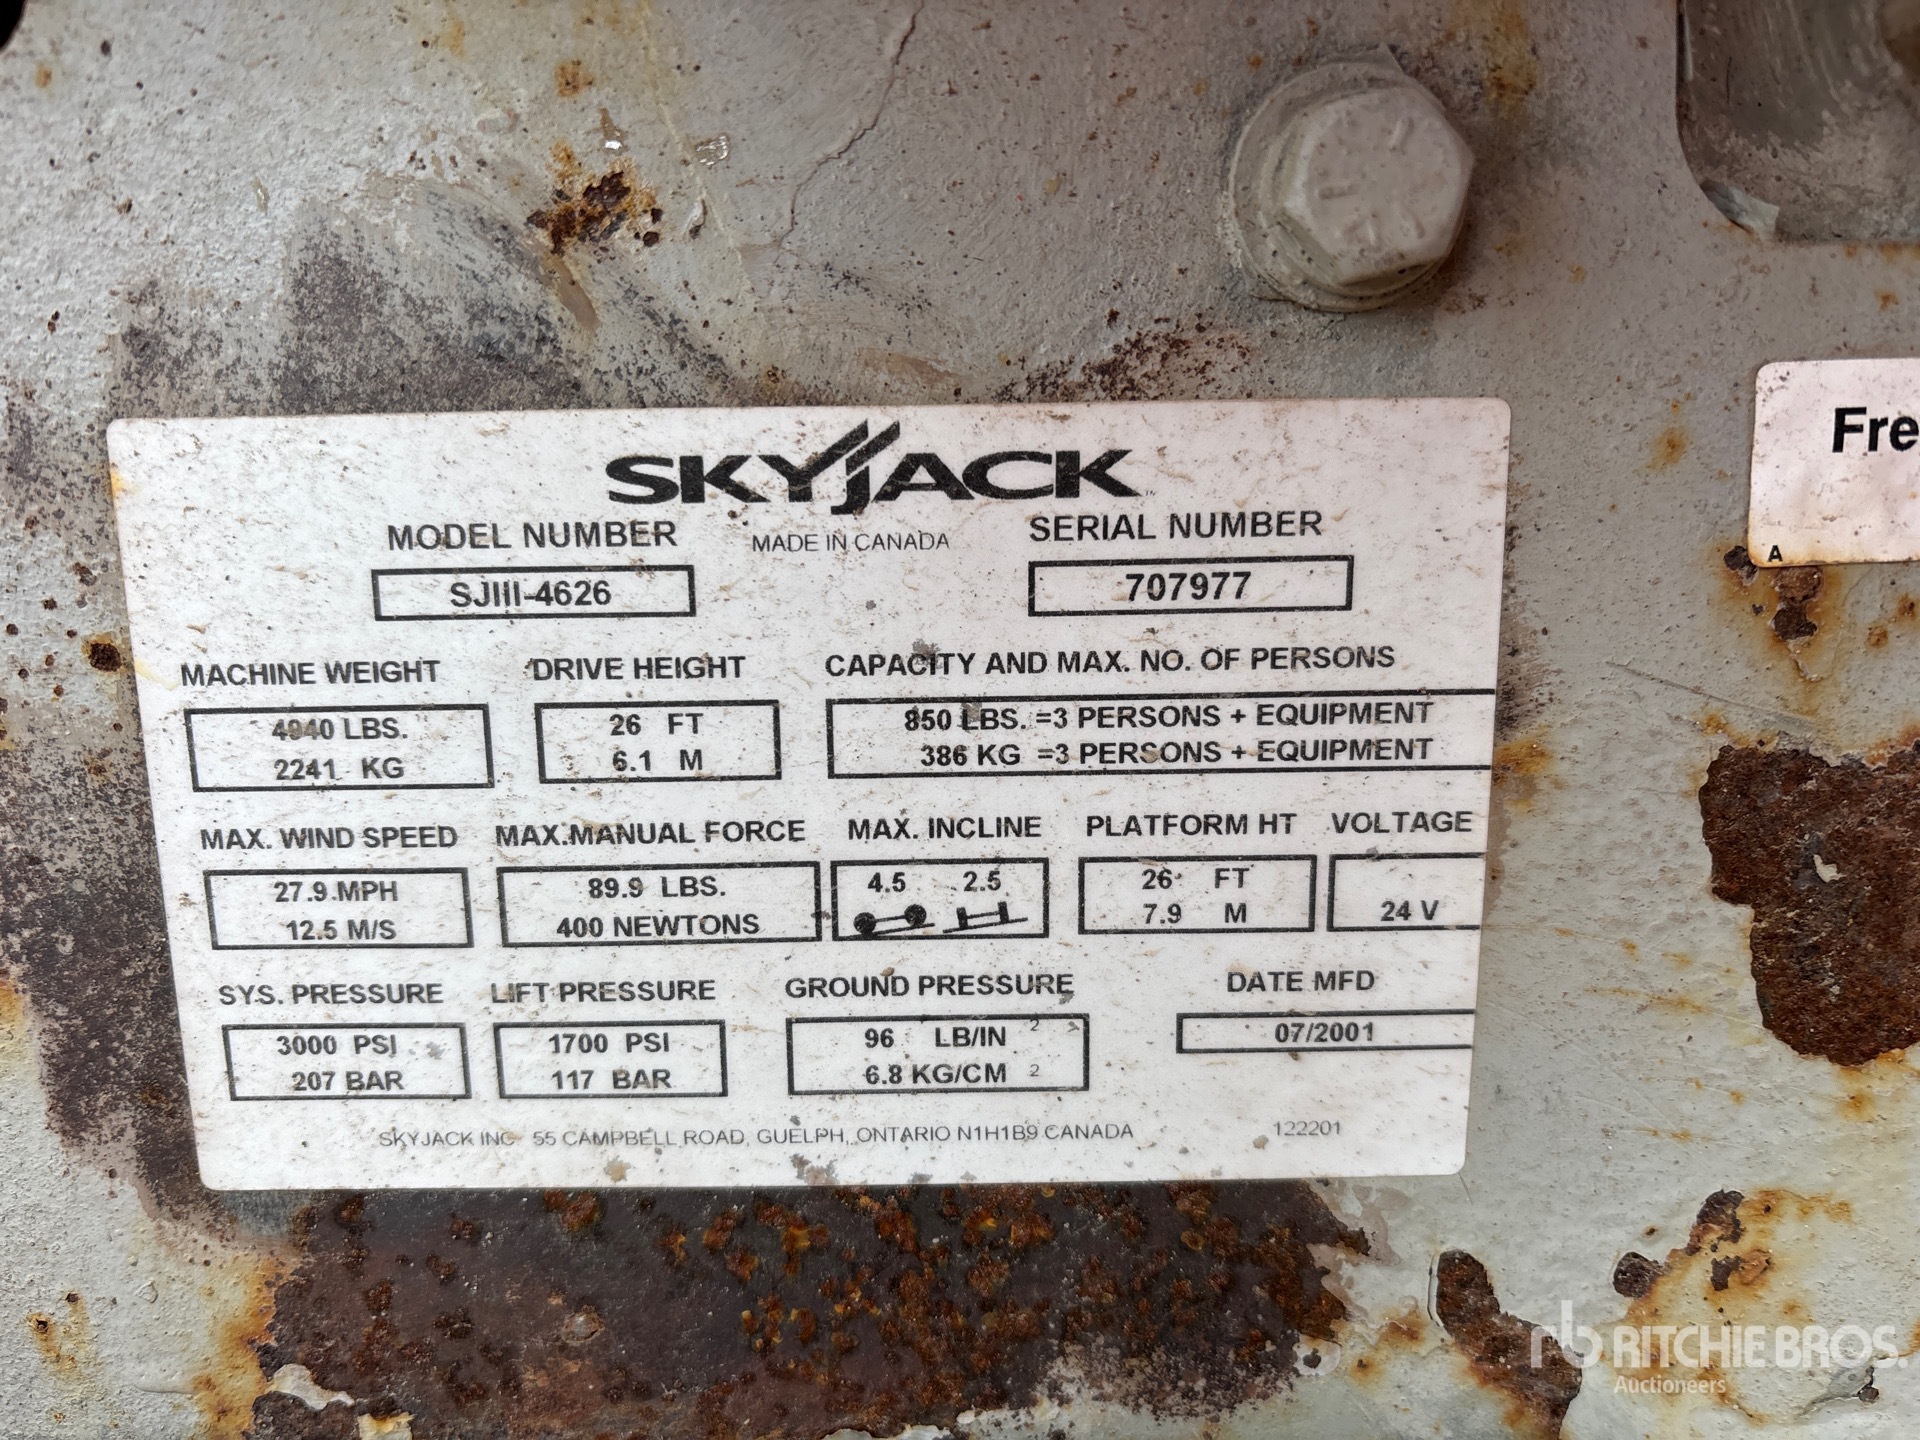 SKYJACK
MODEL NUMBER MADE IN CANADA SERIAL NUMBER
SJIII-4626 707977
MACHINE WEIGHT DRIVE HEIGHT CAPACITY AND MAX. NO. OF PERSONS
4940 LBS. 26 FT 850 LBS. =3 PERSONS + EQUIPMENT
2241 KG 6.1 M 386 KG =3 PERSONS + EQUIPMENT
MAX. WIND SPEED MAX.MANUAL FORCE MAX. INCLINE PLATFORM HT VOLTAGE
27.9 MPH 89.9 LBS. 4.5 2.5 26 FT
12.5 M/S 400 NEWTONS 7.9 M 24 V
SYS. PRESSURE LIFT PRESSURE GROUND PRESSURE DATE MFD
3000 PSI 1700 PSI 96 LB/IN 2 07/2001
207 BAR 117 BAR 6.8 KG/CM 2
SKYJACK INC 55 CAMPBELL ROAD, GUELPH, ONTARIO N1H1B9 CANADA 122201
Fre
A
rb RITCHIE BROS.
Auctioneers